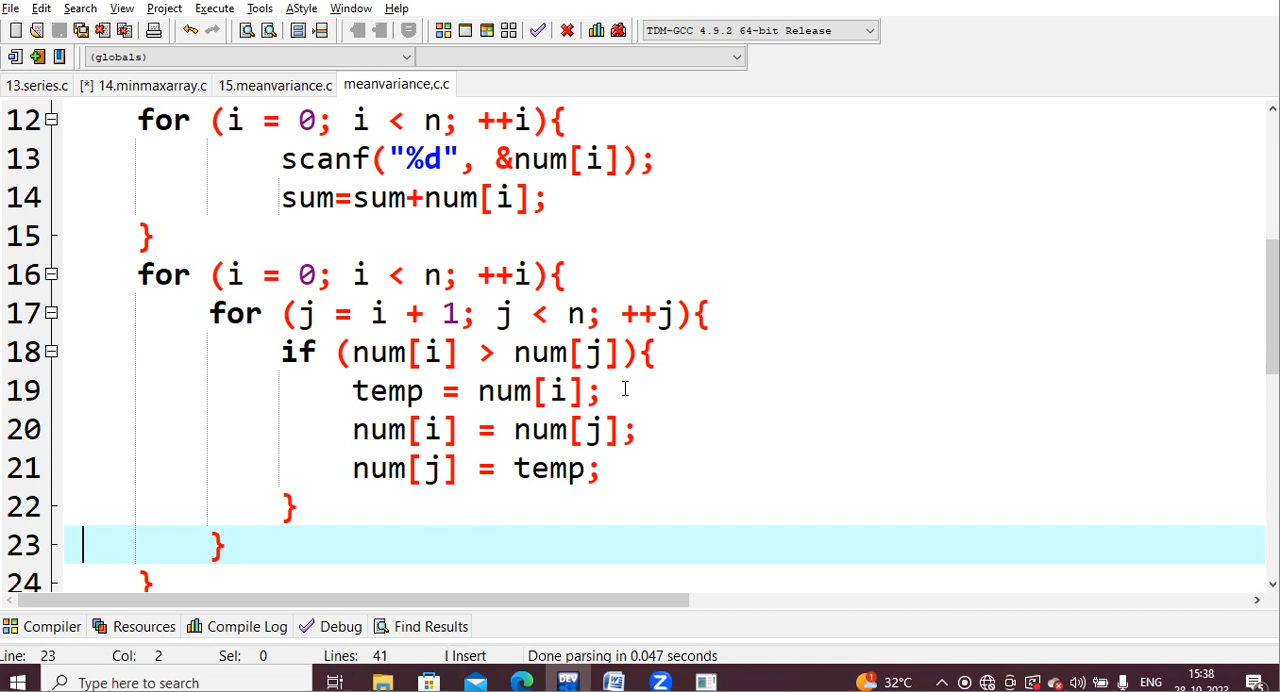 File Edit Search View Project Execute Tools AStyle Window Help
TDM-GCC 4.9.2 64-bit Release
(globals)
13.series.c [*] 14.minmaxarray.c 15.meanvariance.c meanvariance,c.c
12 for (i = 0; i < n; ++i){
13 scanf("%d", &num[i]);
14 sum=sum+num[i];
15 }
16 for (i = 0; i < n; ++i){
17 for (j = i + 1; j < n; ++j){
18 if (num[i] > num[j]){
19 temp = num[i];
20 num[i] = num[j];
21 num[j] = temp;
22 }
23 }
24 }
Compiler Resources Compile Log Debug Find Results
Line: 23 Col: 2 Sel: 0 Lines: 41 Insert Done parsing in 0.047 seconds
Type here to search DEV 32°C ENG 15:38
28-10-2023